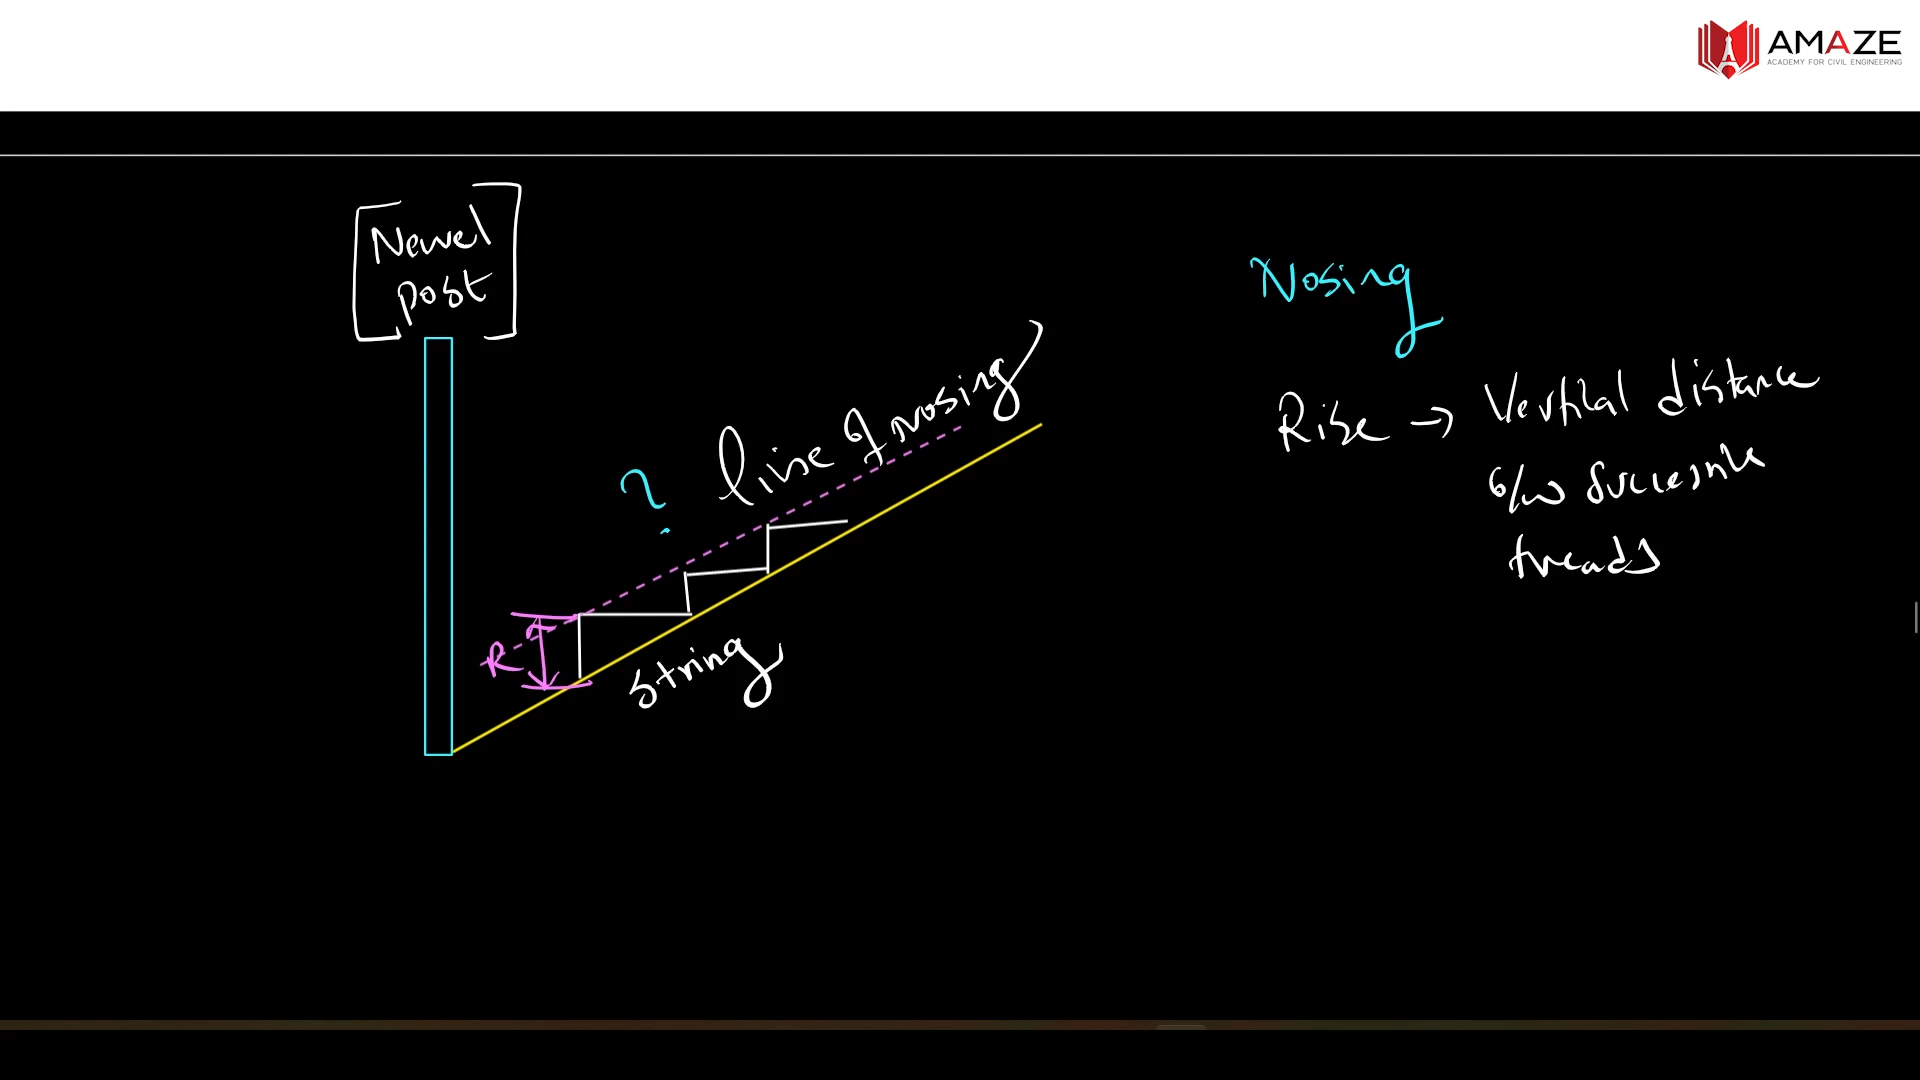 AMAZE
ACADEMY FOR CIVIL ENGINEERING
Newel
post
Nosing
line of Nosing
?
Rise → Vertical distance
b/w successive
treads
R
String